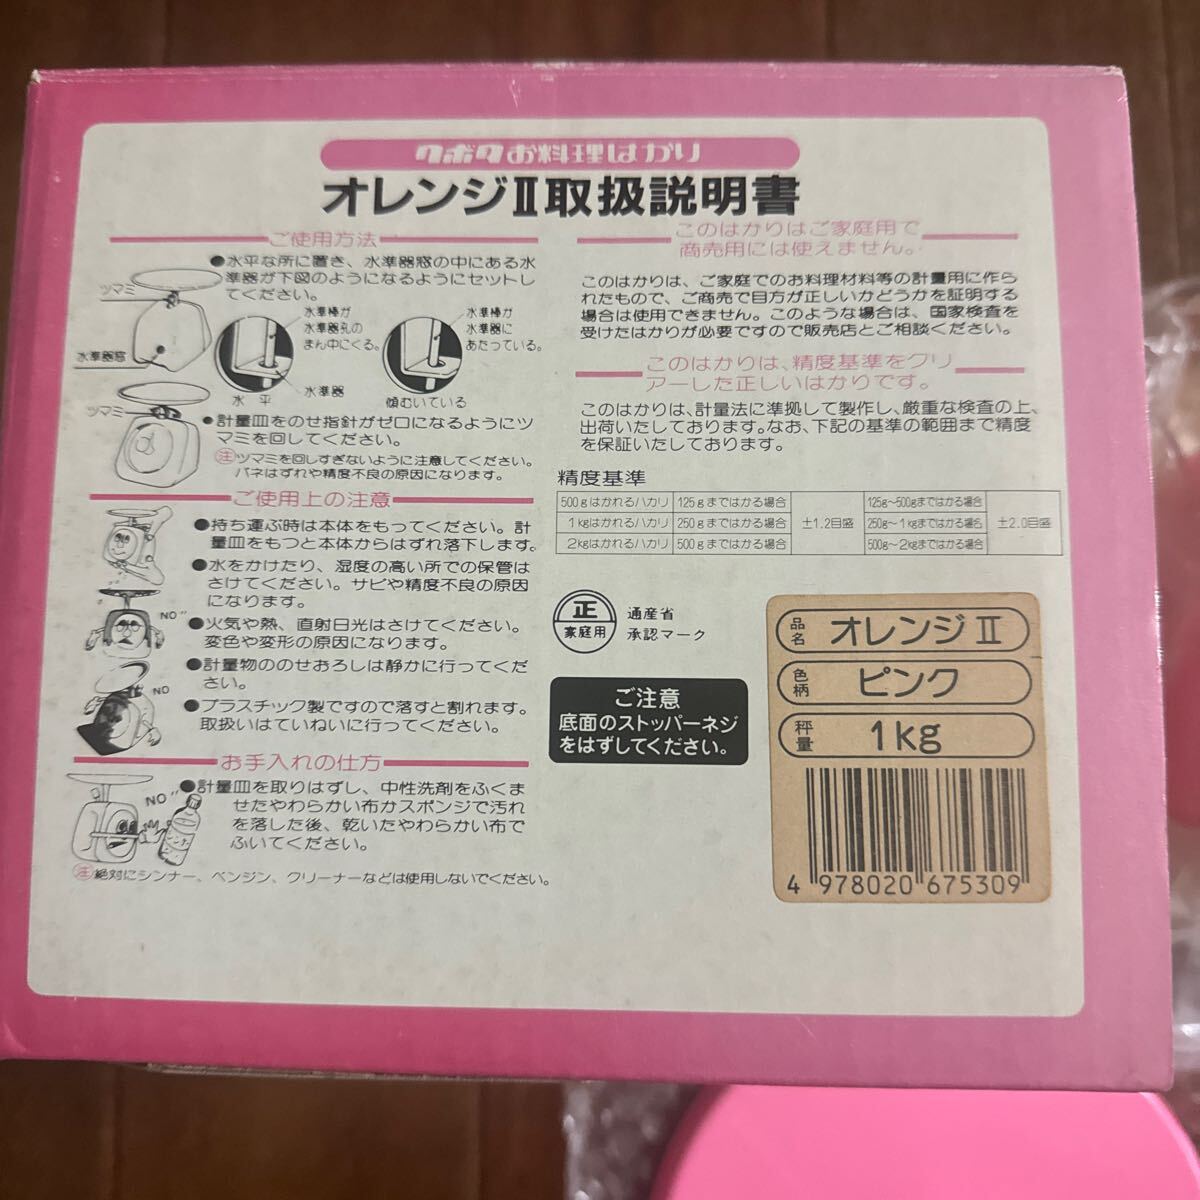 クボタお料理はかり
オレンジⅡ取扱説明書
ご使用方法
●水平な所に置き、水準器窓の中にある水
準器が下図のようになるようにセットし
てください。
ツマミ
水準器窓
水準棒が
水準器孔の
まん中にくる。
水準器
水平
水準棒が
水準器に
あたっている。
傾むいている
ツマミ
●計量皿をのせ指針がゼロになるようにツ
マミを回してください。
注 ツマミを回しすぎないように注意してください。
バネはずれや精度不良の原因になります。
ご使用上の注意
●持ち運ぶ時は本体をもってください。計
量皿をもつと本体からはずれ落下します。
●水をかけたり、湿度の高い所での保管は
さけてください。サビや精度不良の原因
になります。
NO"
●火気や熱、直射日光はさけてください。
変色や変形の原因になります。
●計量物ののせおろしは静かに行ってくだ
さい。
NO
●プラスチック製ですので落すと割れます。
取扱いはていねいに行ってください。
お手入れの仕方
●計量皿を取りはずし、中性洗剤をふくま
せたやわらかい布かスポンジで汚れ
を落した後、乾いたやわらかい布で
ふいてください。
NO"
注 絶対にシンナー、ベンジン、クリーナーなどは使用しないでください。
このはかりはご家庭用で
商売用には使えません。
このはかりは、ご家庭でのお料理材料等の計量用に作ら
れたもので、ご商売で目方が正しいかどうかを証明する
場合は使用できません。このような場合は、国家検査を
受けたはかりが必要ですので販売店とご相談ください。
このはかりは、精度基準をクリ
アーした正しいはかりです。
このはかりは、計量法に準拠して製作し、厳重な検査の上、
出荷いたしております。なお、下記の基準の範囲まで精度
を保証いたしております。
精度基準
500gはかれるハカリ 125gまではかる場合 ±1.2目盛 125g〜500gまではかる場合 ±2.0目盛
1kgはかれるハカリ 250gまではかる場合 250g〜1kgまではかる場合
2kgはかれるハカリ 500gまではかる場合 500g〜2kgまではかる場合
正
家庭用
通産省
承認マーク
ご注意
底面のストッパーネジ
をはずしてください。
品名 オレンジⅡ
色柄 ピンク
秤量 1kg
4 978020 675309